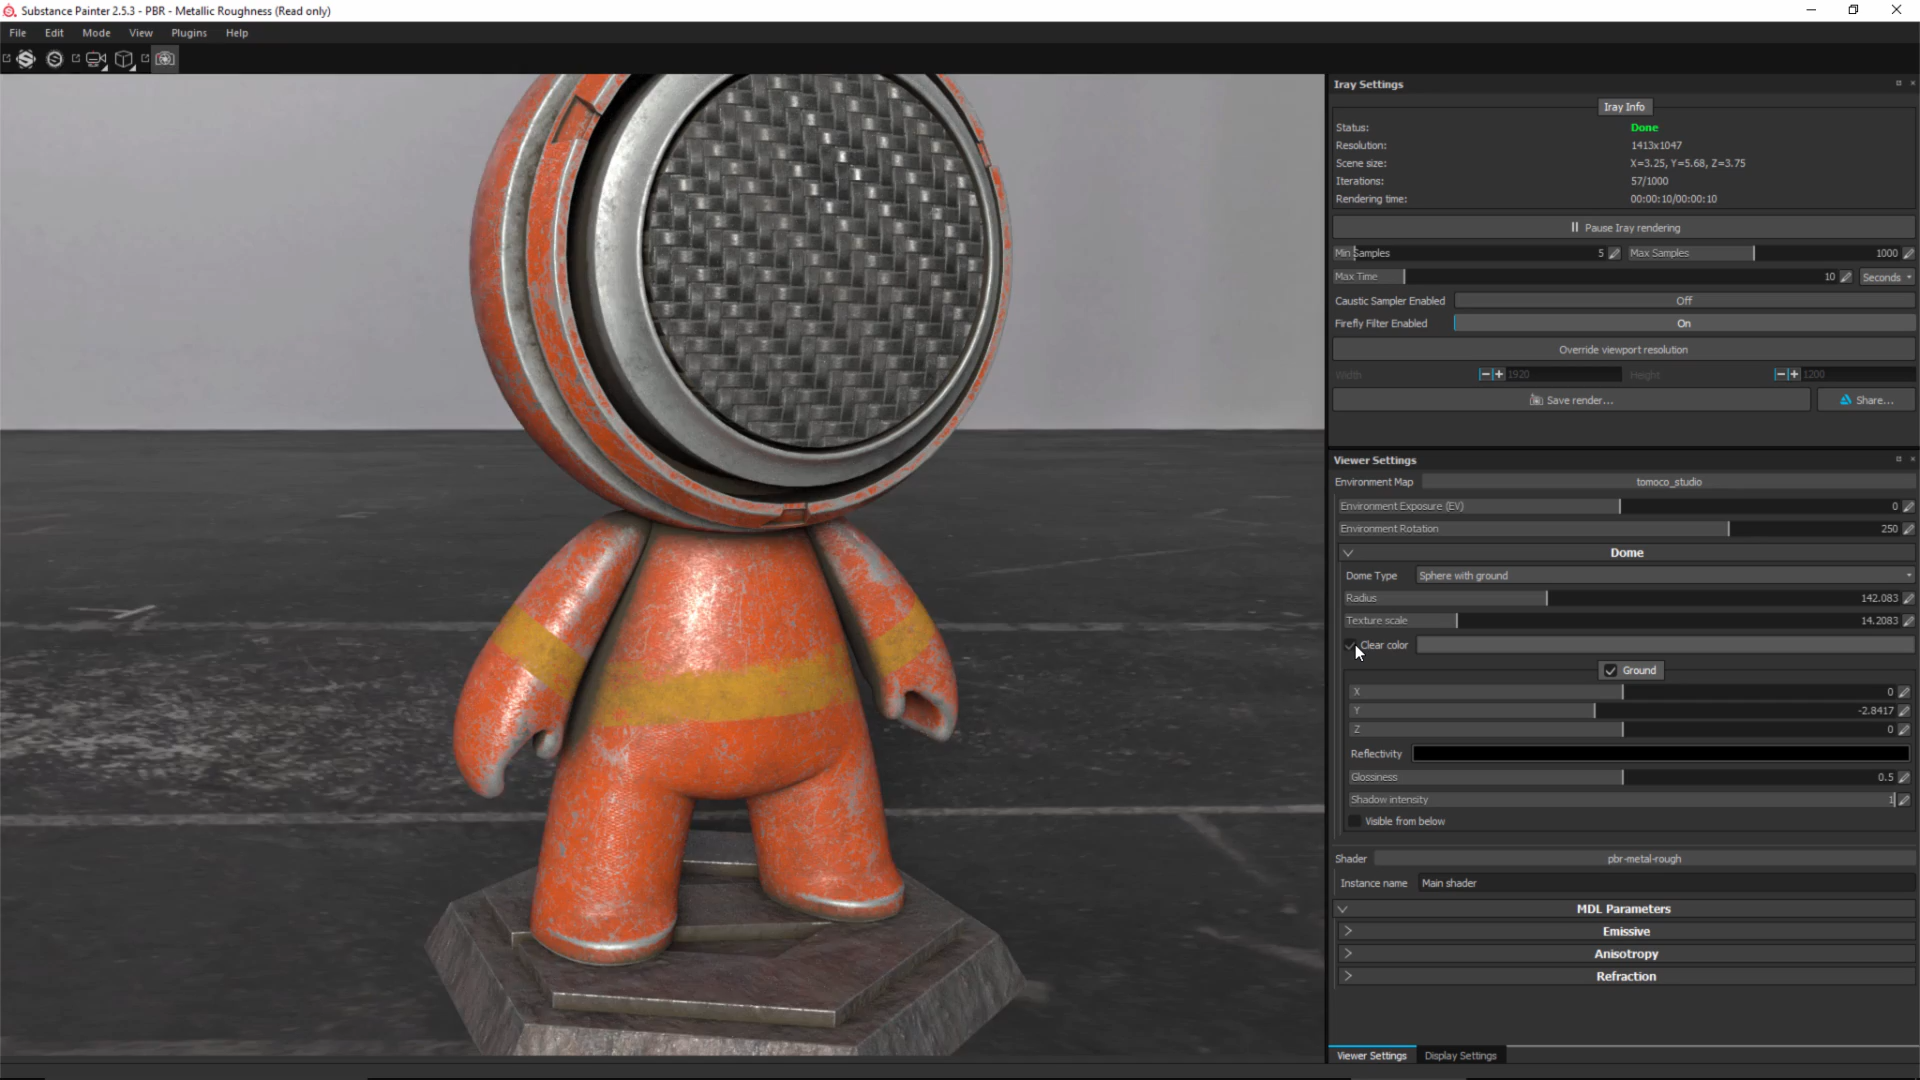 Substance Painter 2.5.3 - PBR - Metallic Roughness (Read only)
File Edit Mode View Plugins Help
Iray Settings
Iray Info
Status: Done
Resolution: 1413x1047
Scene size: X=3.25, Y=5.68, Z=3.75
Iterations: 57/1000
Rendering time: 00:00:10/00:00:10
Pause Iray rendering
Min Samples 5 Max Samples 1000
Max Time 10 Seconds
Caustic Sampler Enabled Off
Firefly Filter Enabled On
Override viewport resolution
Width 1920 Height 1200
Save render... Share...
Viewer Settings
Environment Map tomoco_studio
Environment Exposure (EV) 0
Environment Rotation 250
Dome
Dome Type Sphere with ground
Radius 142.083
Texture scale 14.2083
Clear color
Ground
X 0
Y -2.8417
Z 0
Reflectivity
Glossiness 0.5
Shadow intensity 1
Visible from below
Shader pbr-metal-rough
Instance name Main shader
MDL Parameters
Emissive
Anisotropy
Refraction
Viewer Settings Display Settings